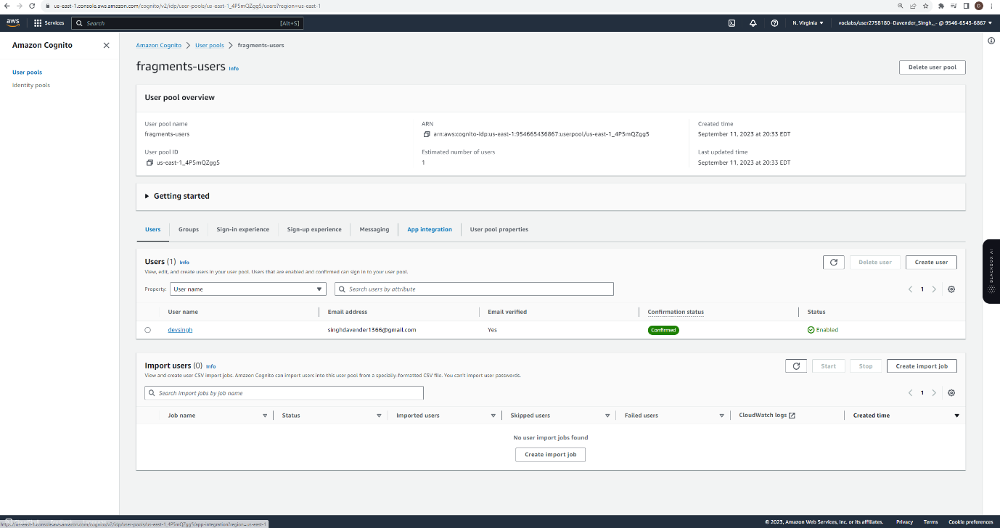 us-east-1.console.aws.amazon.com/cognito/v2/idp/user-pools/us-east-1_4P5mQZgg5/users?region=us-east-1
D
aws Services Search [Alt+S] N. Virginia voclabs/user2758180=Davender_Singh,_- @ 9546-6543-6867
Amazon Cognito
User pools
Identity pools
Amazon Cognito User pools fragments-users
fragments-users Info
Delete user pool
User pool overview
User pool name ARN Created time
fragments-users arn:aws:cognito-idp:us-east-1:954665436867:userpool/us-east-1_4P5mQZgg5 September 11, 2023 at 20:33 EDT
User pool ID Estimated number of users Last updated time
us-east-1_4P5mQZgg5 1 September 11, 2023 at 20:33 EDT
Getting started
Users Groups Sign-in experience Sign-up experience Messaging App integration User pool properties
Users (1) Info
Delete user Create user
View, edit, and create users in your user pool. Users that are enabled and confirmed can sign in to your user pool.
Property: User name Search users by attribute 1
User name Email address Email verified Confirmation status Status
devsingh singhdavender1366@gmail.com Yes Confirmed Enabled
Import users (0) Info
Start Stop Create import job
View and create user CSV import jobs. Amazon Cognito can import users into this user pool from a specially-formatted CSV file. You can't import user passwords.
Search import jobs by job name 1
Job name Status Imported users Skipped users Failed users CloudWatch logs Created time
No user import jobs found
Create import job
BLACKBOX AI
© 2023, Amazon Web Services, Inc. or its affiliates. Privacy Terms Cookie preferences
https://us-east-1.console.aws.amazon.com/cognito/v2/idp/user-pools/us-east-1_4P5mQZgg5/app-integration?region=us-east-1